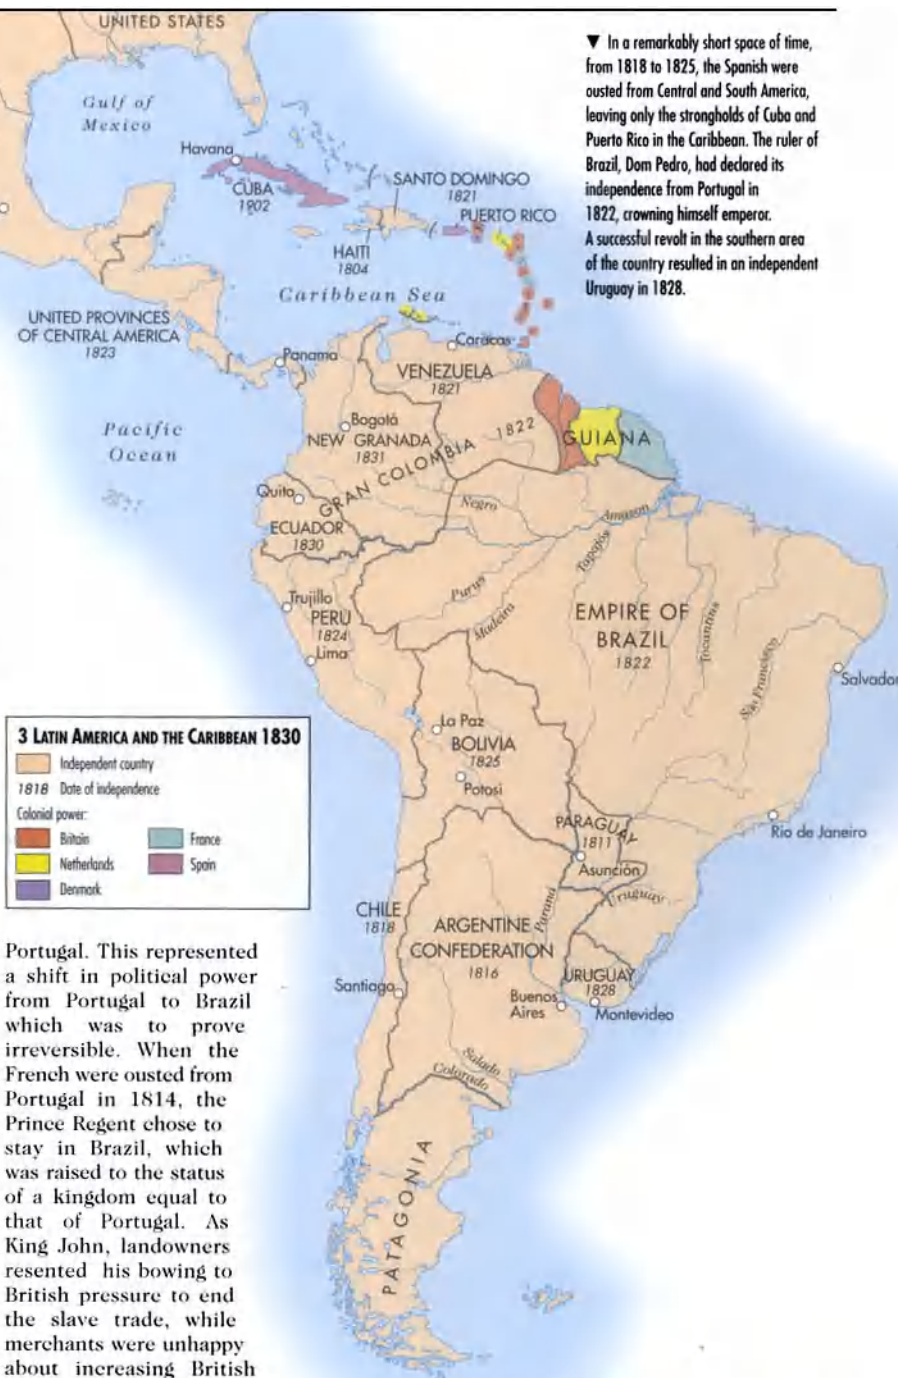 UNITED STATES
Gulf of
Mexico
Havana
CUBA
1902
SANTO DOMINGO
1821
PUERTO RICO
HAITI
1804
Caribbean Sea
UNITED PROVINCES
OF CENTRAL AMERICA
1823
Panama
Caracas
VENEZUELA
1821
Pacific
Ocean
Bogotá
NEW GRANADA
1831
GRAN COLOMBIA 1822
GUIANA
Quito
ECUADOR
1830
Negro
Amazon
Tapajós
Purus
Madeira
Tocantins
São Francisco
Trujillo
PERU
1824
Lima
EMPIRE OF
BRAZIL
1822
Salvador
La Paz
BOLIVIA
1825
Potosi
PARAGUAY
1811
Asunción
Rio de Janeiro
Uruguay
Paraná
CHILE
1818
ARGENTINE
CONFEDERATION
1816
Santiago
URUGUAY
1828
Buenos
Aires
Montevideo
Salado
Colorado
PATAGONIA
▼ In a remarkably short space of time,
from 1818 to 1825, the Spanish were
ousted from Central and South America,
leaving only the strongholds of Cuba and
Puerto Rico in the Caribbean. The ruler of
Brazil, Dom Pedro, had declared its
independence from Portugal in
1822, crowning himself emperor.
A successful revolt in the southern area
of the country resulted in an independent
Uruguay in 1828.
3 LATIN AMERICA AND THE CARIBBEAN 1830
Independent country
1818 Date of independence
Colonial power:
Britain
France
Netherlands
Spain
Denmark
Portugal. This represented
a shift in political power
from Portugal to Brazil
which was to prove
irreversible. When the
French were ousted from
Portugal in 1814, the
Prince Regent chose to
stay in Brazil, which
was raised to the status
of a kingdom equal to
that of Portugal. As
King John, landowners
resented his bowing to
British pressure to end
the slave trade, while
merchants were unhappy
about increasing British